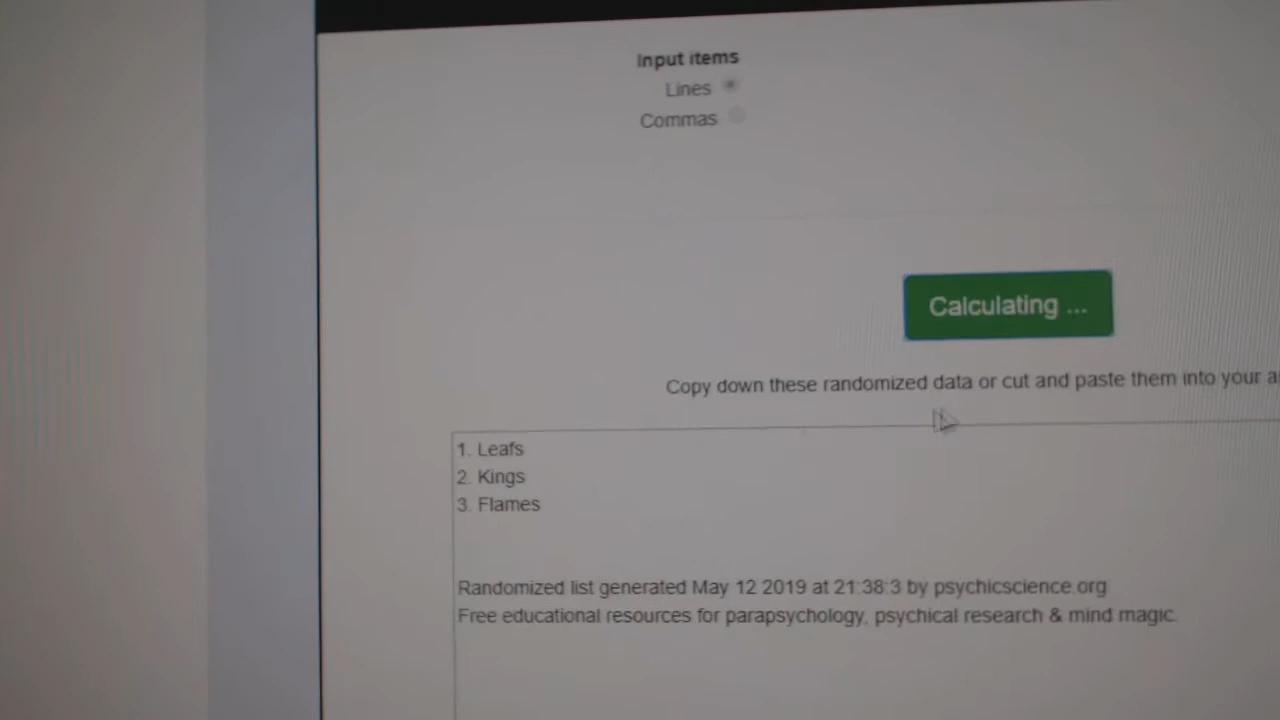 Input items
Lines
Commas
Calculating ...
Copy down these randomized data or cut and paste them into your
1. Leafs
2. Kings
3. Flames
Randomized list generated May 12 2019 at 21:38:3 by psychicscience.org
Free educational resources for parapsychology, psychical research & mind magic.